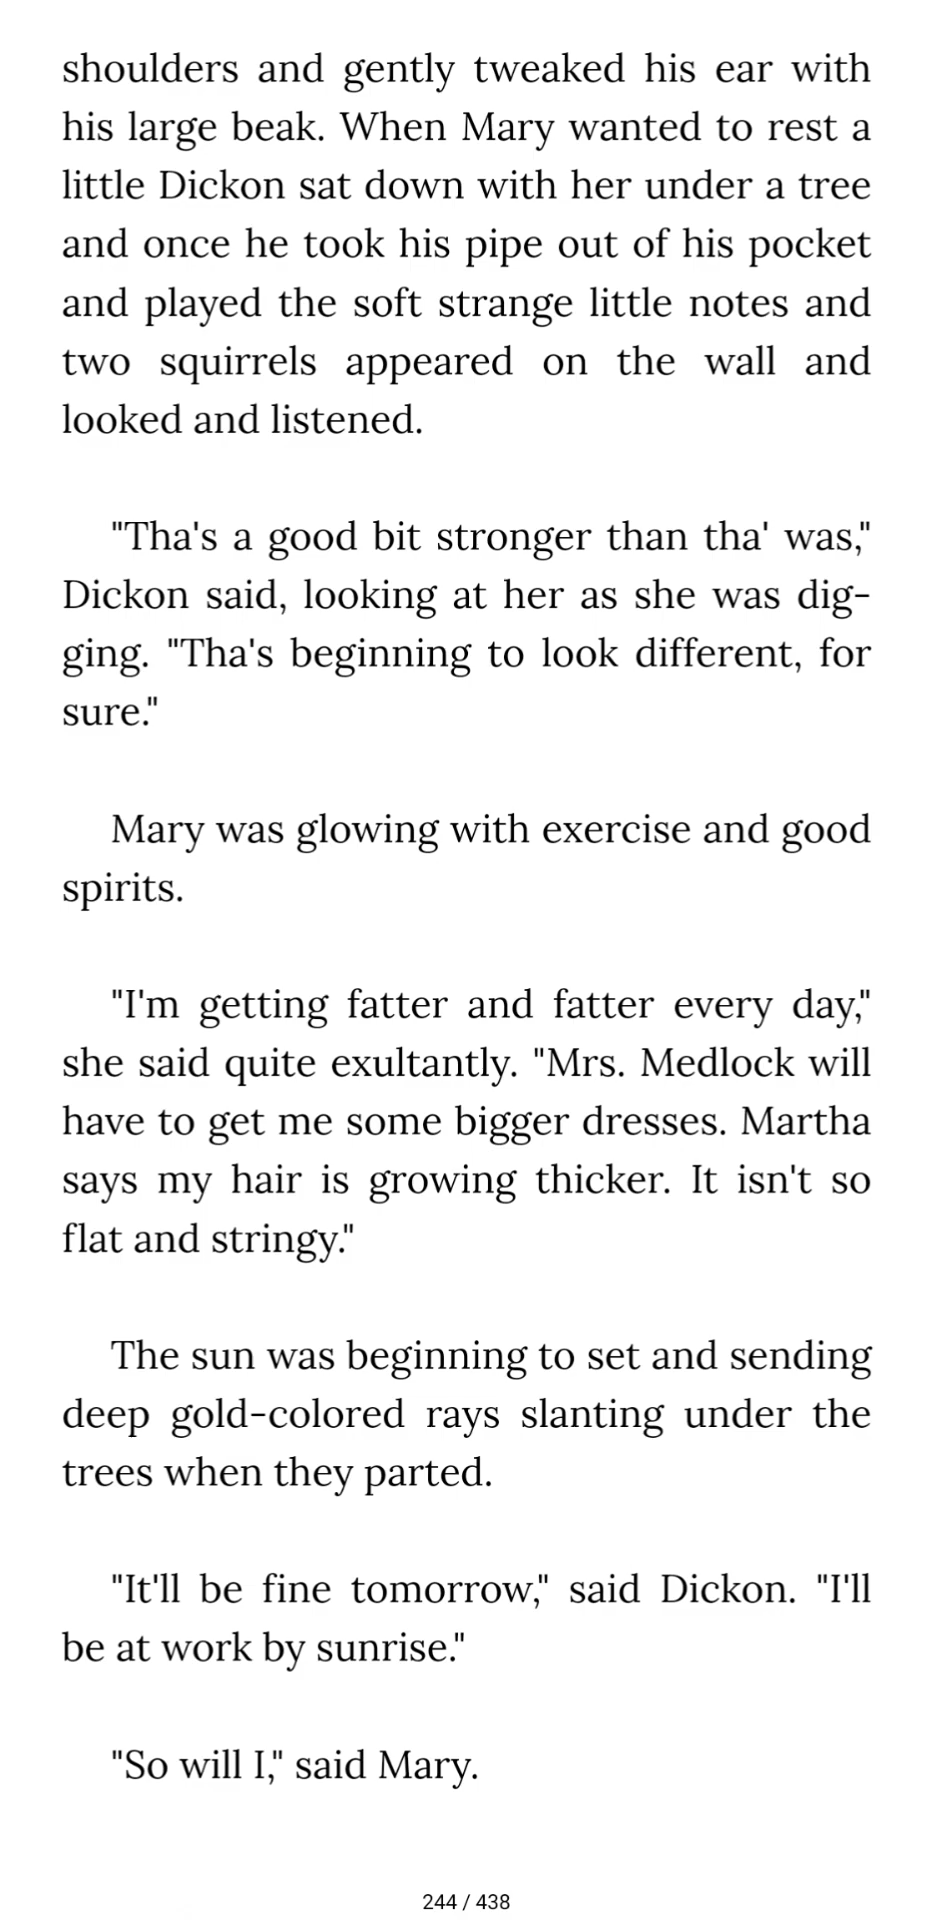 shoulders and gently tweaked his ear with
his large beak. When Mary wanted to rest a
little Dickon sat down with her under a tree
and once he took his pipe out of his pocket
and played the soft strange little notes and
two squirrels appeared on the wall and
looked and listened.
"Tha's a good bit stronger than tha' was,"
Dickon said, looking at her as she was dig-
ging. "Tha's beginning to look different, for
sure."
Mary was glowing with exercise and good
spirits.
"I'm getting fatter and fatter every day,"
she said quite exultantly. "Mrs. Medlock will
have to get me some bigger dresses. Martha
says my hair is growing thicker. It isn't so
flat and stringy."
The sun was beginning to set and sending
deep gold-colored rays slanting under the
trees when they parted.
"It'll be fine tomorrow," said Dickon. "I'll
be at work by sunrise."
"So will I," said Mary.
244 / 438